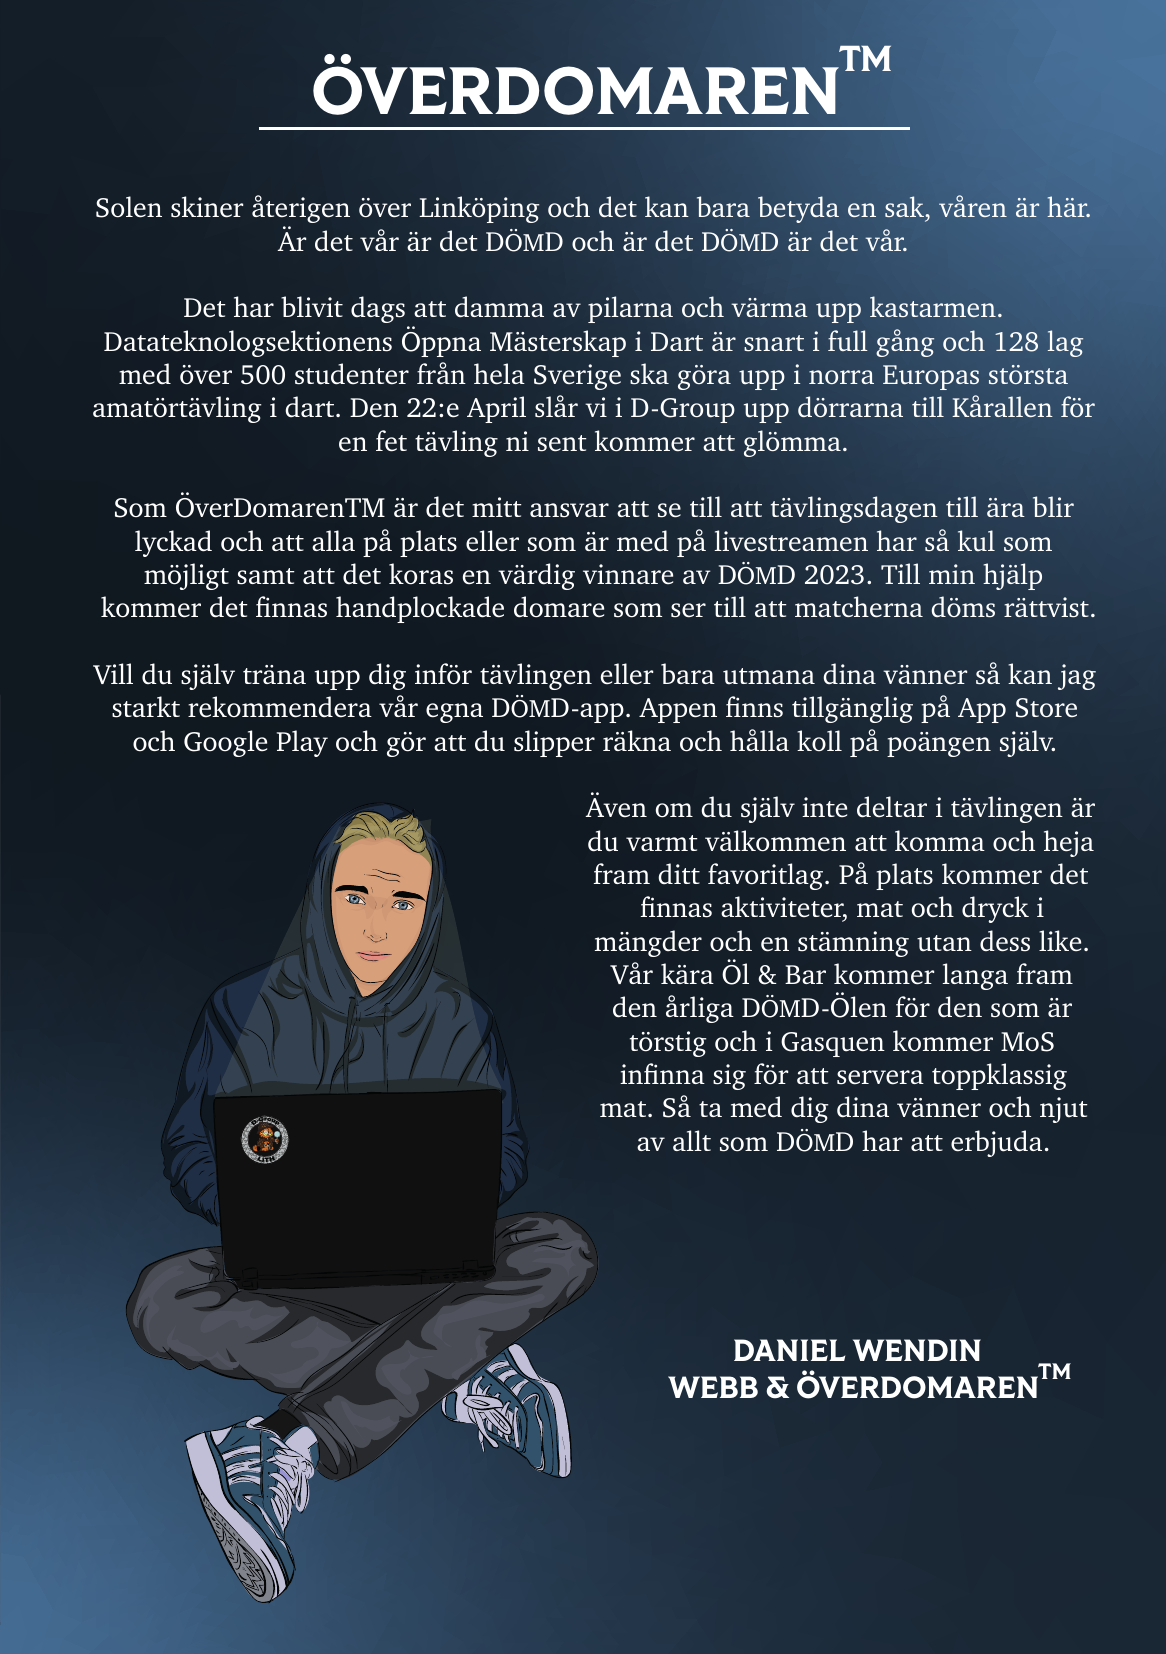 ÖVERDOMAREN™
Solen skiner återigen över Linköping och det kan bara betyda en sak, våren är här.
Är det vår är det DÖMD och är det DÖMD är det vår.
Det har blivit dags att damma av pilarna och värma upp kastarmen.
Datateknologsektionens Öppna Mästerskap i Dart är snart i full gång och 128 lag
med över 500 studenter från hela Sverige ska göra upp i norra Europas största
amatörtävling i dart. Den 22:e April slår vi i D-Group upp dörrarna till Kårallen för
en fet tävling ni sent kommer att glömma.
Som ÖverDomarenTM är det mitt ansvar att se till att tävlingsdagen till ära blir
lyckad och att alla på plats eller som är med på livestreamen har så kul som
möjligt samt att det koras en värdig vinnare av DÖMD 2023. Till min hjälp
kommer det finnas handplockade domare som ser till att matcherna döms rättvist.
Vill du själv träna upp dig inför tävlingen eller bara utmana dina vänner så kan jag
starkt rekommendera vår egna DÖMD-app. Appen finns tillgänglig på App Store
och Google Play och gör att du slipper räkna och hålla koll på poängen själv.
Även om du själv inte deltar i tävlingen är
du varmt välkommen att komma och heja
fram ditt favoritlag. På plats kommer det
finnas aktiviteter, mat och dryck i
mängder och en stämning utan dess like.
Vår kära Öl & Bar kommer langa fram
den årliga DÖMD-Ölen för den som är
törstig och i Gasquen kommer MoS
infinna sig för att servera toppklassig
mat. Så ta med dig dina vänner och njut
av allt som DÖMD har att erbjuda.
D-GROUP
LITH
DANIEL WENDIN
WEBB & ÖVERDOMAREN™